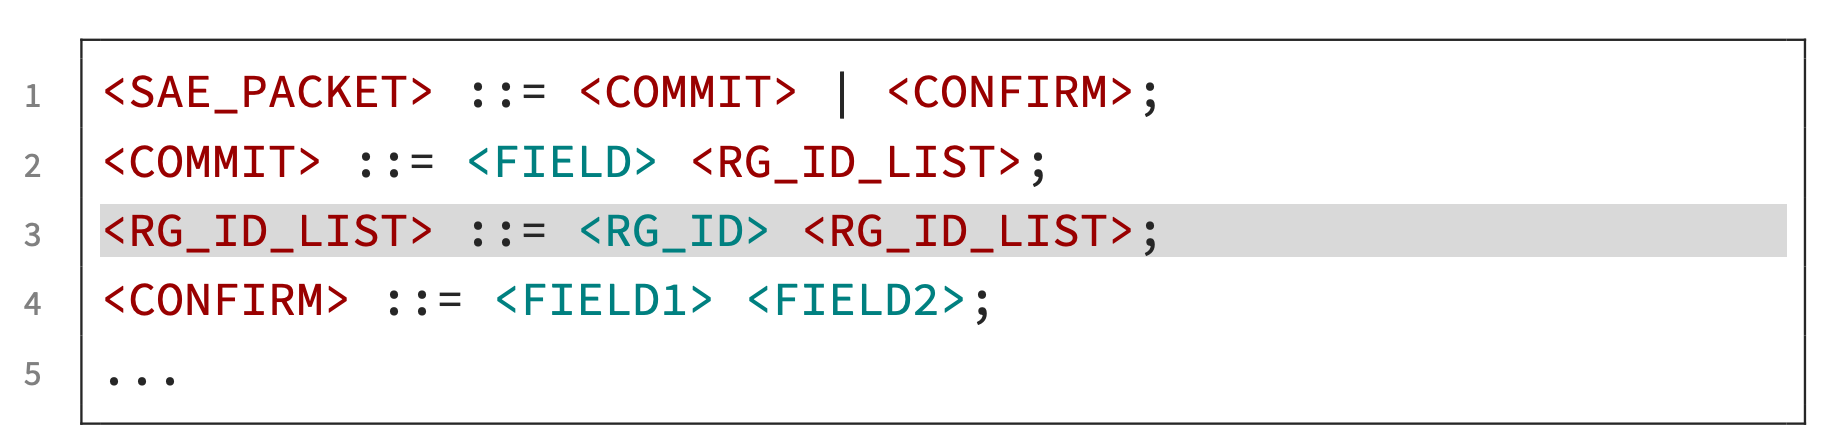 1 <SAE_PACKET> ::= <COMMIT> | <CONFIRM>;
2 <COMMIT> ::= <FIELD> <RG_ID_LIST>;
3 <RG_ID_LIST> ::= <RG_ID> <RG_ID_LIST>;
4 <CONFIRM> ::= <FIELD1> <FIELD2>;
5 ...